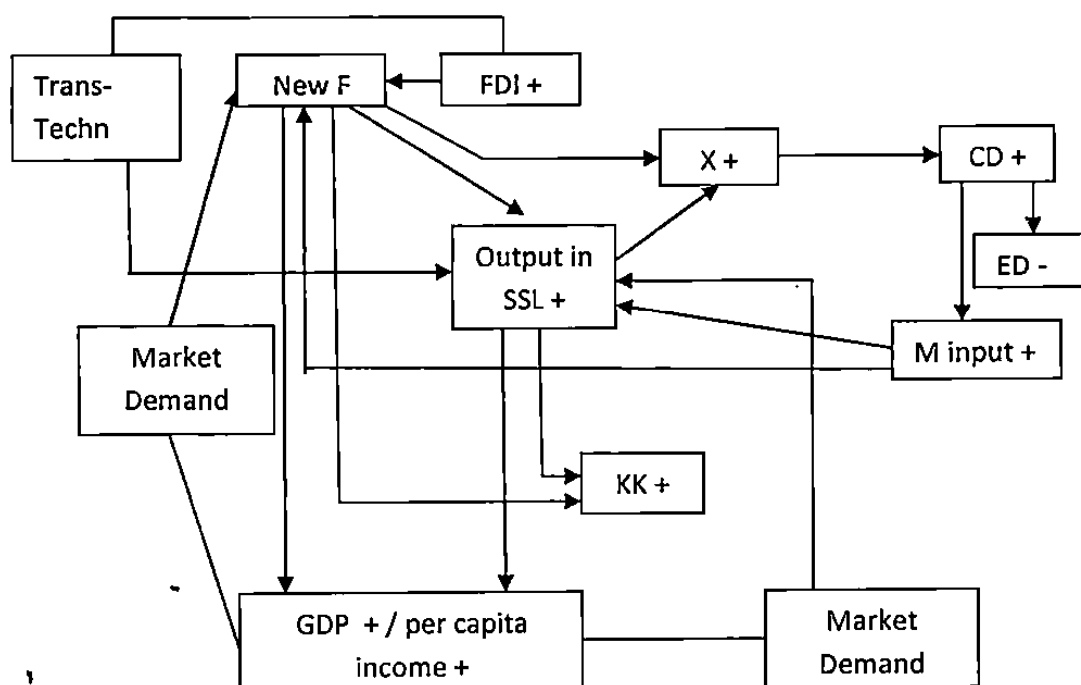 Trans-
Techn
New F
FDI +
X +
CD +
Output in
SSL +
ED -
Market
Demand
M input +
KK +
GDP + / per capita
income +
Market
Demand